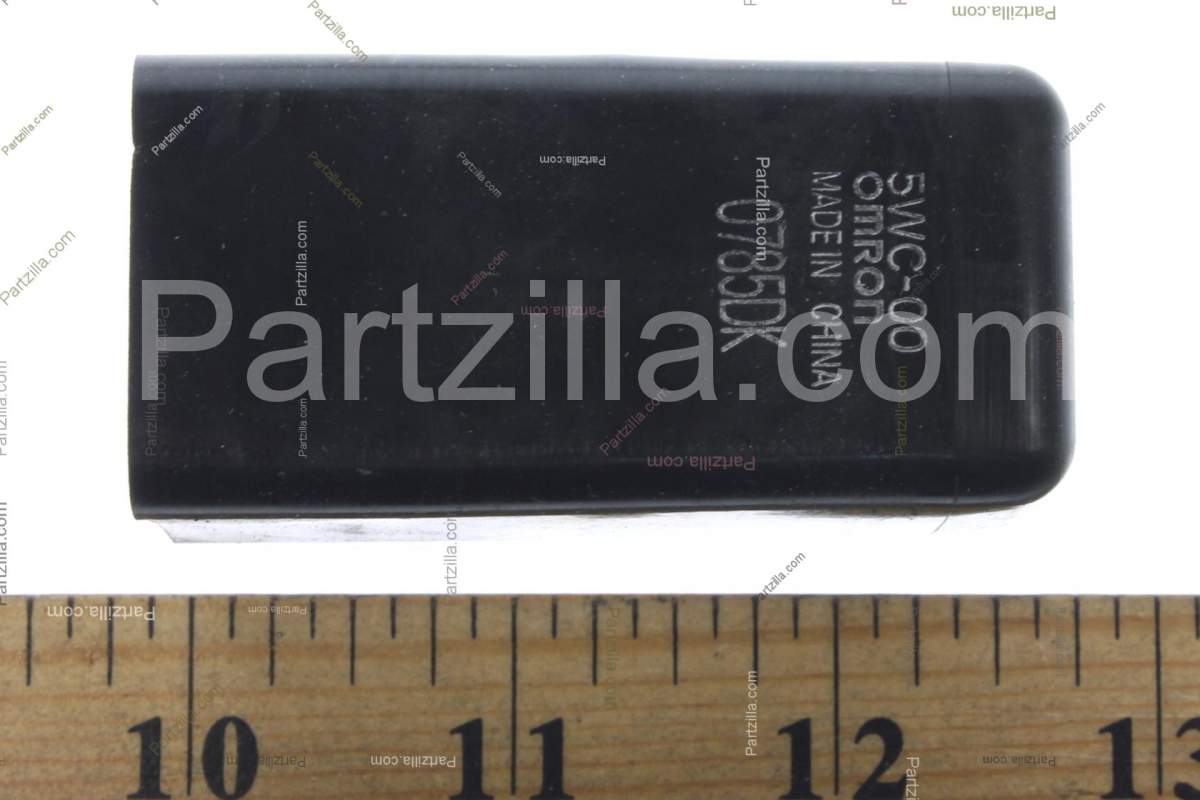 5WC-00
OMRON
MADE IN CHINA
0785DK
Partzilla.com
10 11 12 13